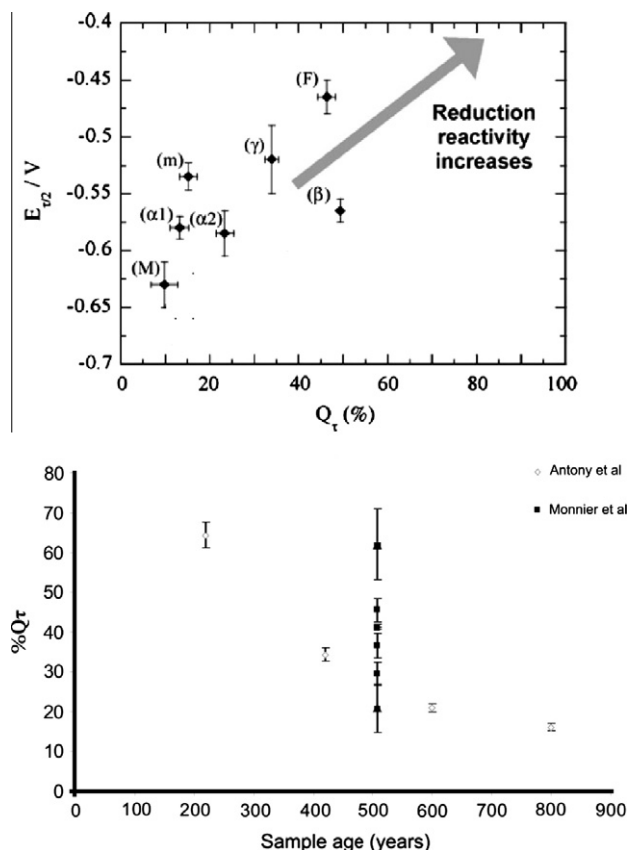 -0.4
-0.45
-0.5
-0.55
-0.6
-0.65
-0.7
E_τ/2 / V
(F)
(γ)
(m)
(β)
(α1) (α2)
(M)
Reduction
reactivity
increases
0 20 40 60 80 100
Q_τ (%)
80
70
60
50
40
30
20
10
0
%Qτ
Antony et al
Monnier et al
0 100 200 300 400 500 600 700 800 900
Sample age (years)